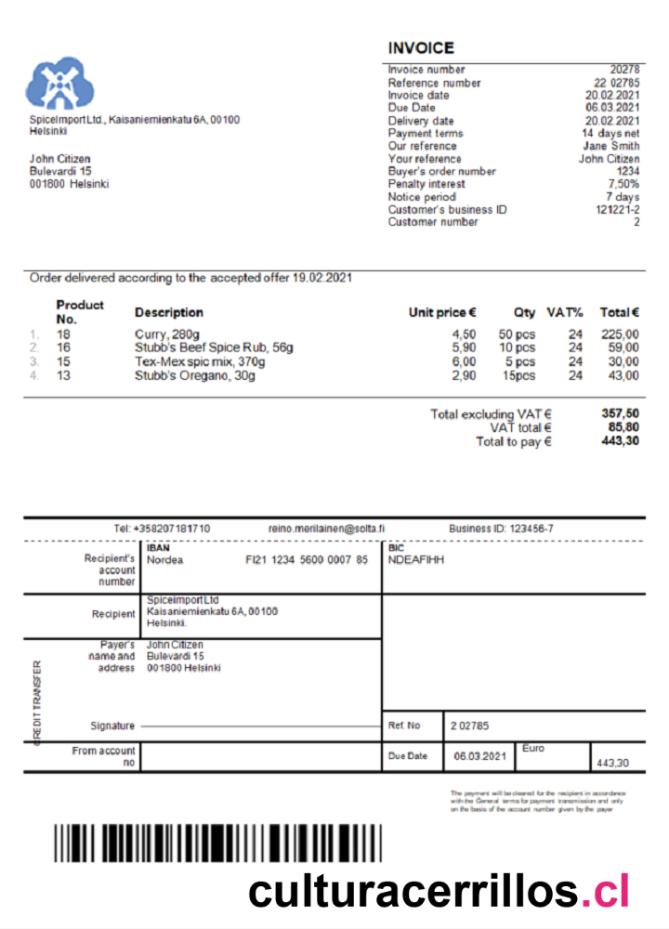 INVOICE
Invoice number 20278
Reference number 22 02785
Invoice date 20.02.2021
Due Date 06.03.2021
Delivery date 20.02.2021
Payment terms 14 days net
Our reference Jane Smith
Your reference John Citizen
Buyer's order number 1234
Penalty interest 7,50%
Notice period 7 days
Customer's business ID 121221-2
Customer number 2
SpiceImport Ltd., Kaisaniemienkatu 6A, 00100
Helsinki
John Citizen
Bulevardi 15
001800 Helsinki
Order delivered according to the accepted offer 19.02.2021
Product No. Description Unit price € Qty VAT% Total €
1. 18 Curry, 280g 4,50 50 pcs 24 225,00
2. 16 Stubb's Beef Spice Rub, 56g 5,90 10 pcs 24 59,00
3. 15 Tex-Mex spic mix, 370g 6,00 5 pcs 24 30,00
4. 13 Stubb's Oregano, 30g 2,90 15pcs 24 43,00
Total excluding VAT € 357,50
VAT total € 85,80
Total to pay € 443,30
Tel: +358207181710 reino.merilainen@solta.fi Business ID: 123456-7
Recipient's account number
IBAN
Nordea FI21 1234 5600 0007 85
BIC
NDEAFIHH
Recipient
SpiceImport Ltd
Kaisaniemienkatu 6A, 00100
Helsinki.
Payer's name and address
John Citizen
Bulevardi 15
001800 Helsinki
CREDIT TRANSFER
Signature
Ref. No 2 02785
From account no
Due Date 06.03.2021 Euro 443,30
The payment will be cleared for the recipient in accordance
with the General terms for payment transmission and only
on the basis of the account number given by the payer
culturacerrillos.cl